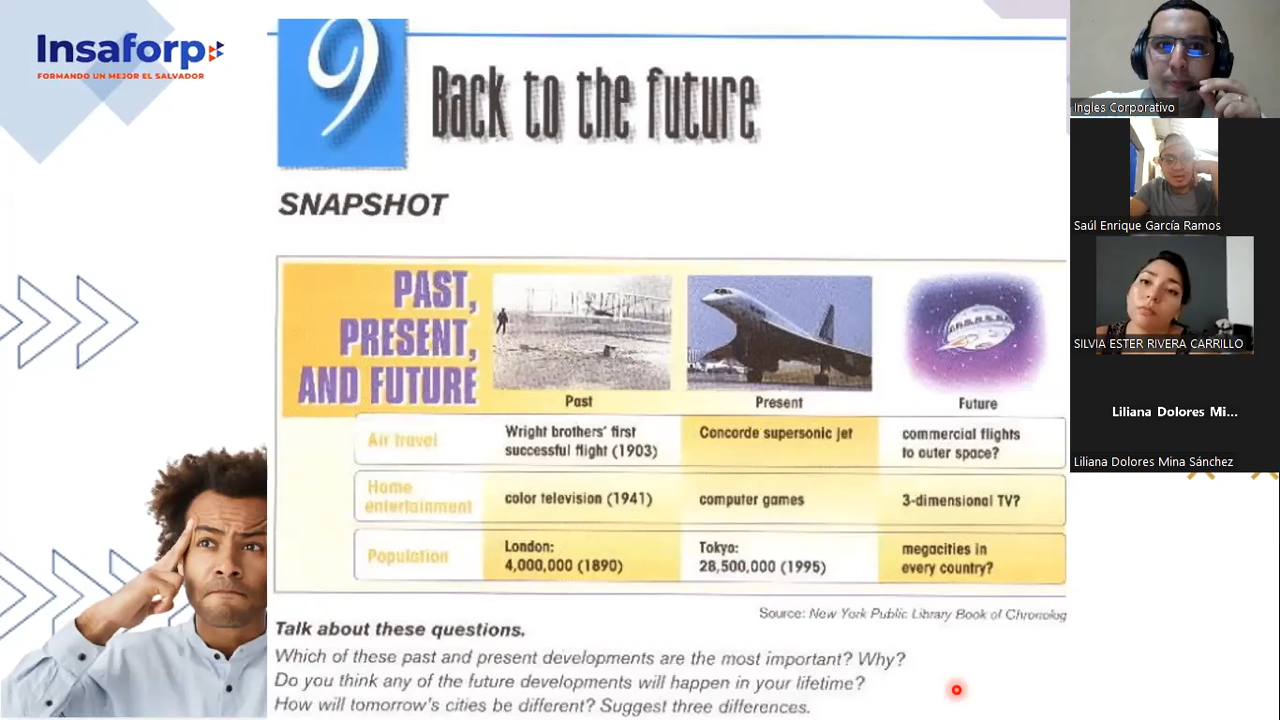 Insaforp
FORMANDO UN MEJOR EL SALVADOR
9
Back to the future
SNAPSHOT
PAST,
PRESENT,
AND FUTURE
Past
Present
Future
Air travel
Wright brothers' first
successful flight (1903)
Concorde supersonic jet
commercial flights
to outer space?
Home
entertainment
color television (1941)
computer games
3-dimensional TV?
Population
London:
4,000,000 (1890)
Tokyo:
28,500,000 (1995)
megacities in
every country?
Source: New York Public Library Book of Chronolog
Talk about these questions.
Which of these past and present developments are the most important? Why?
Do you think any of the future developments will happen in your lifetime?
How will tomorrow's cities be different? Suggest three differences.
Ingles Corporativo
Saúl Enrique García Ramos
SILVIA ESTER RIVERA CARRILLO
Liliana Dolores Mi...
Liliana Dolores Mina Sánchez